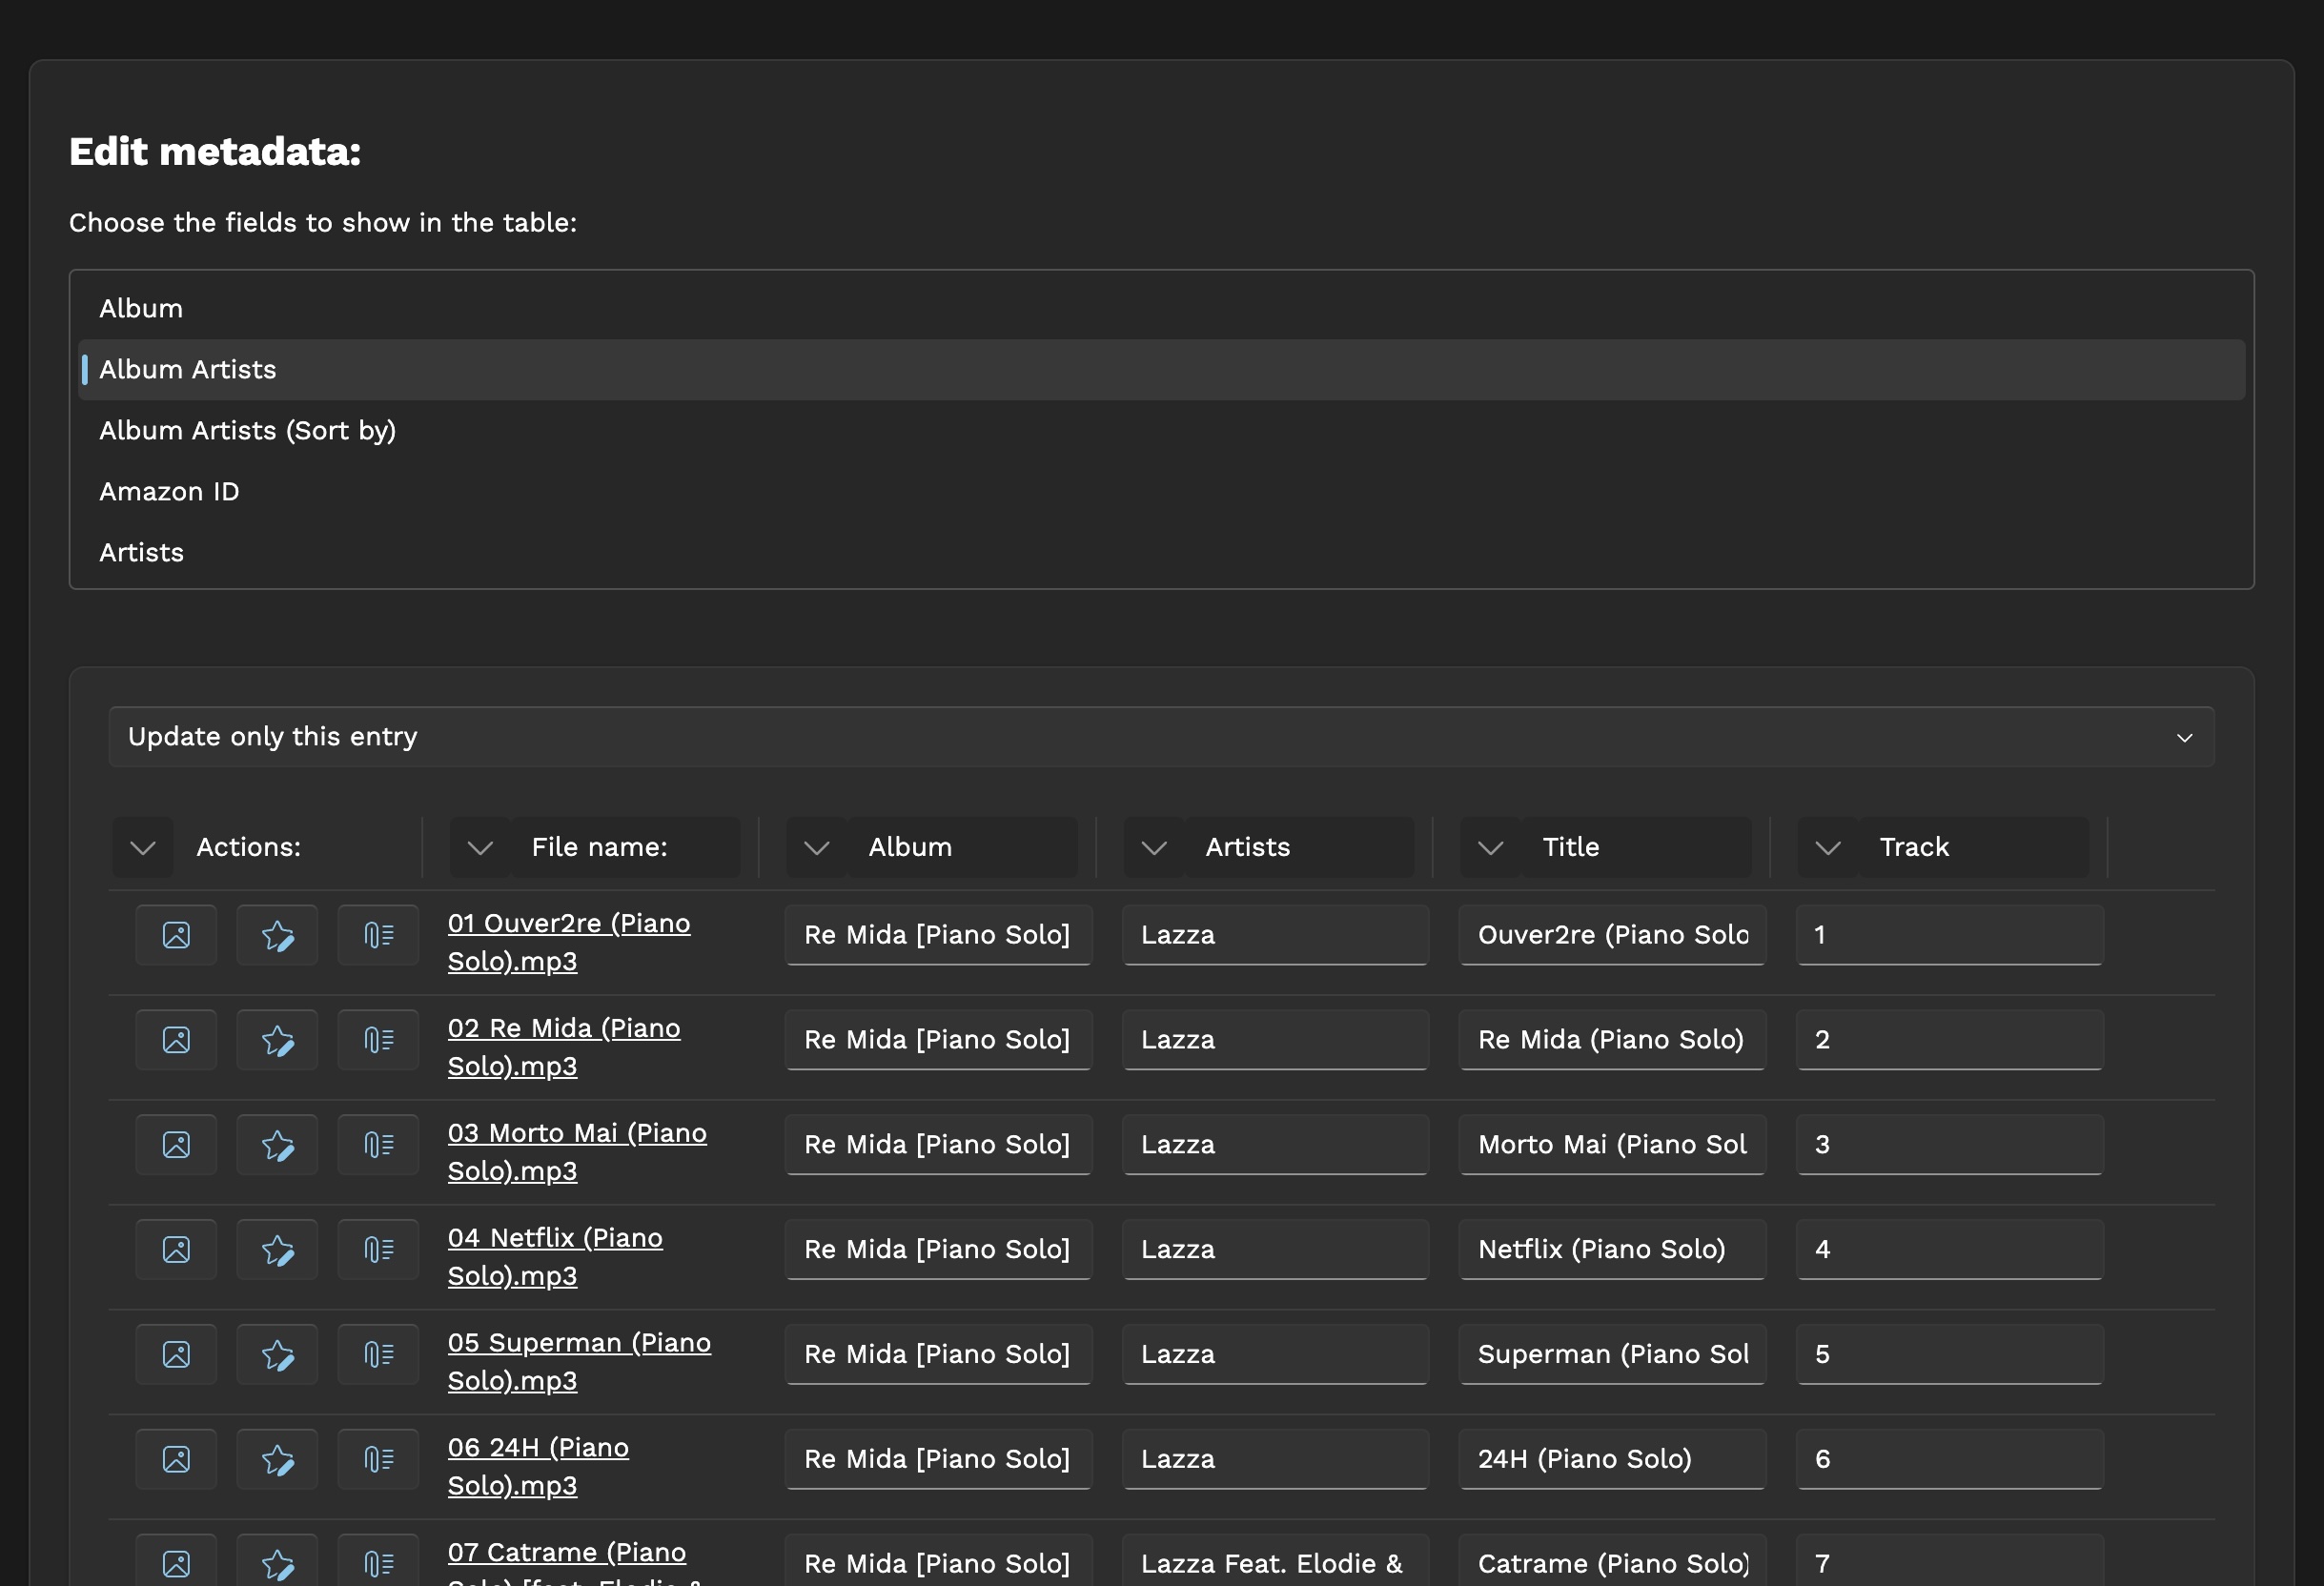 Edit metadata:
Choose the fields to show in the table:
Album
Album Artists
Album Artists (Sort by)
Amazon ID
Artists
Update only this entry
Actions: File name: Album Artists Title Track
01 Ouver2re (Piano Re Mida [Piano Solo] Lazza Ouver2re (Piano Solo 1
Solo).mp3
02 Re Mida (Piano Re Mida [Piano Solo] Lazza Re Mida (Piano Solo) 2
Solo).mp3
03 Morto Mai (Piano Re Mida [Piano Solo] Lazza Morto Mai (Piano Sol 3
Solo).mp3
04 Netflix (Piano Re Mida [Piano Solo] Lazza Netflix (Piano Solo) 4
Solo).mp3
05 Superman (Piano Re Mida [Piano Solo] Lazza Superman (Piano Sol 5
Solo).mp3
06 24H (Piano Re Mida [Piano Solo] Lazza 24H (Piano Solo) 6
Solo).mp3
07 Catrame (Piano Re Mida [Piano Solo] Lazza Feat. Elodie & Catrame (Piano Solo) 7
Solo) [feat. Elodie &